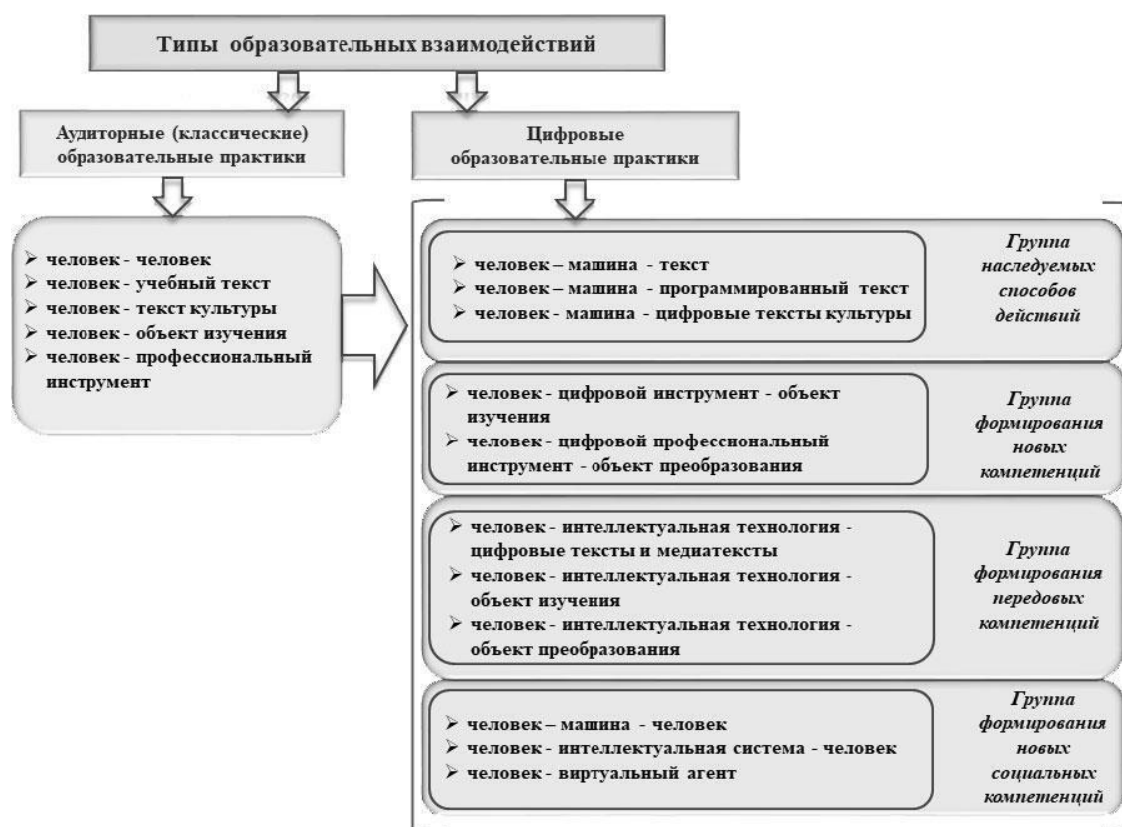 Типы образовательных взаимодействий
Аудиторные (классические)
образовательные практики
Цифровые
образовательные практики
человек - человек
человек - учебный текст
человек - текст культуры
человек - объект изучения
человек - профессиональный
инструмент
человек – машина - текст
человек – машина - программированный текст
человек - машина - цифровые тексты культуры
Группа
наследуемых
способов
действий
человек - цифровой инструмент - объект
изучения
человек - цифровой профессиональный
инструмент - объект преобразования
Группа
формирования
новых
компетенций
человек - интеллектуальная технология -
цифровые тексты и медиатексты
человек - интеллектуальная технология -
объект изучения
человек - интеллектуальная технология -
объект преобразования
Группа
формирования
передовых
компетенций
человек – машина - человек
человек - интеллектуальная система - человек
человек - виртуальный агент
Группа
формирования
новых
социальных
компетенций